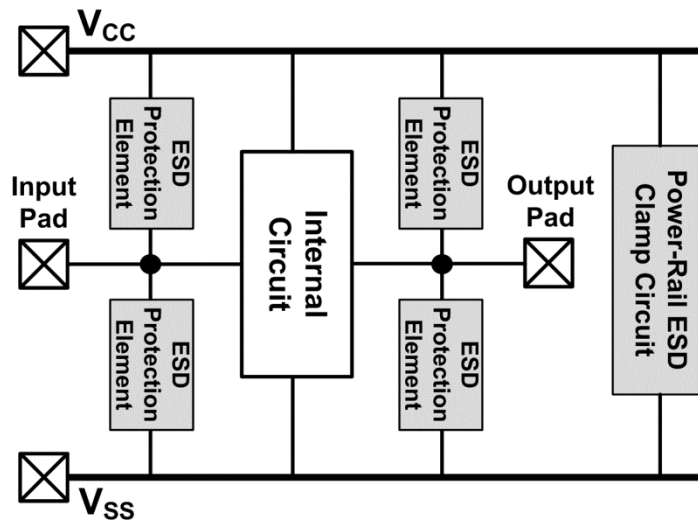 VCC
ESD
Protection
Element
ESD
Protection
Element
Input
Pad
Internal
Circuit
Output
Pad
Power-Rail ESD
Clamp Circuit
ESD
Protection
Element
ESD
Protection
Element
VSS